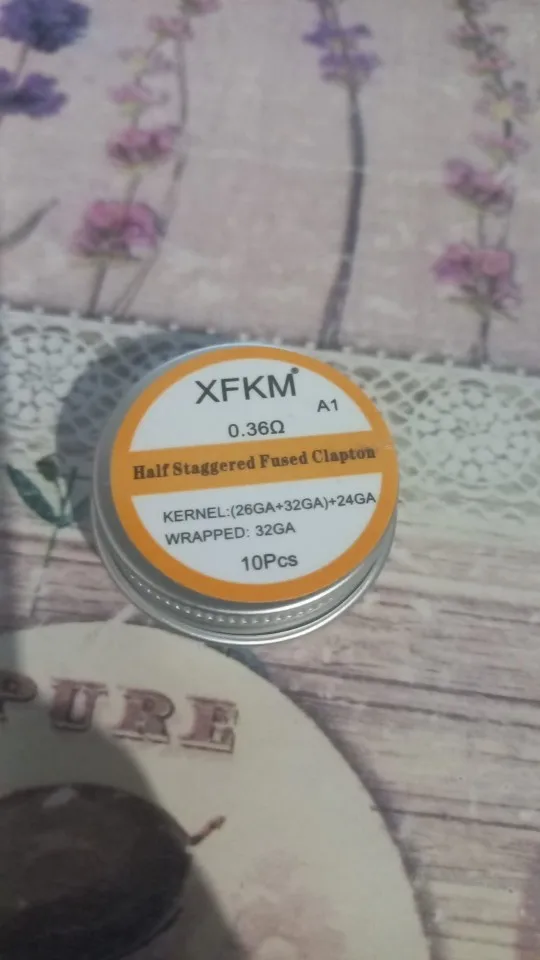 XFKM®
A1
0.36Ω
Half Staggered Fused Clapton
KERNEL:(26GA+32GA)+24GA
WRAPPED: 32GA
10Pcs
PURE